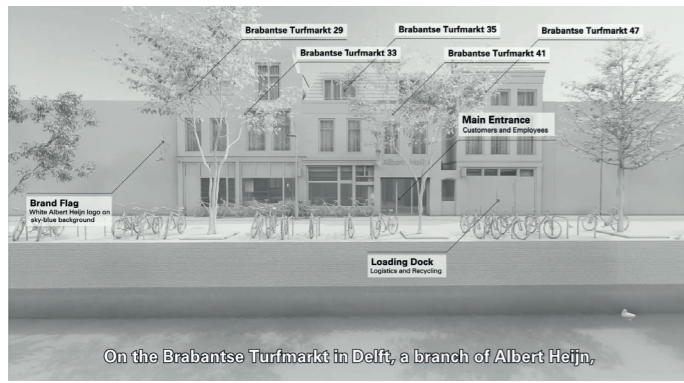 Brabantse Turfmarkt 29
Brabantse Turfmarkt 33
Brabantse Turfmarkt 35
Brabantse Turfmarkt 41
Brabantse Turfmarkt 47
Main Entrance
Customers and Employees
Albert Heijn
Brand Flag
White Albert Heijn logo on
sky-blue background
Loading Dock
Logistics and Recycling
On the Brabantse Turfmarkt in Delft, a branch of Albert Heijn,